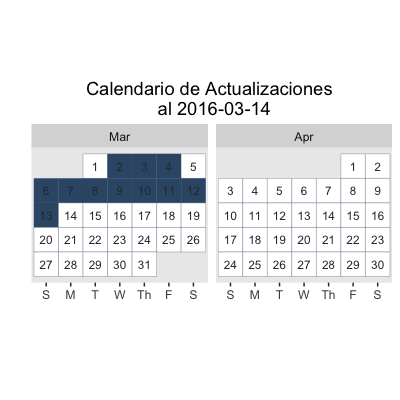 Calendario de Actualizaciones
al 2016-03-14
Mar Apr
1 2 3 4 5 1 2
6 7 8 9 10 11 12 3 4 5 6 7 8 9
13 14 15 16 17 18 19 10 11 12 13 14 15 16
20 21 22 23 24 25 26 17 18 19 20 21 22 23
27 28 29 30 31 24 25 26 27 28 29 30
S M T W Th F S S M T W Th F S